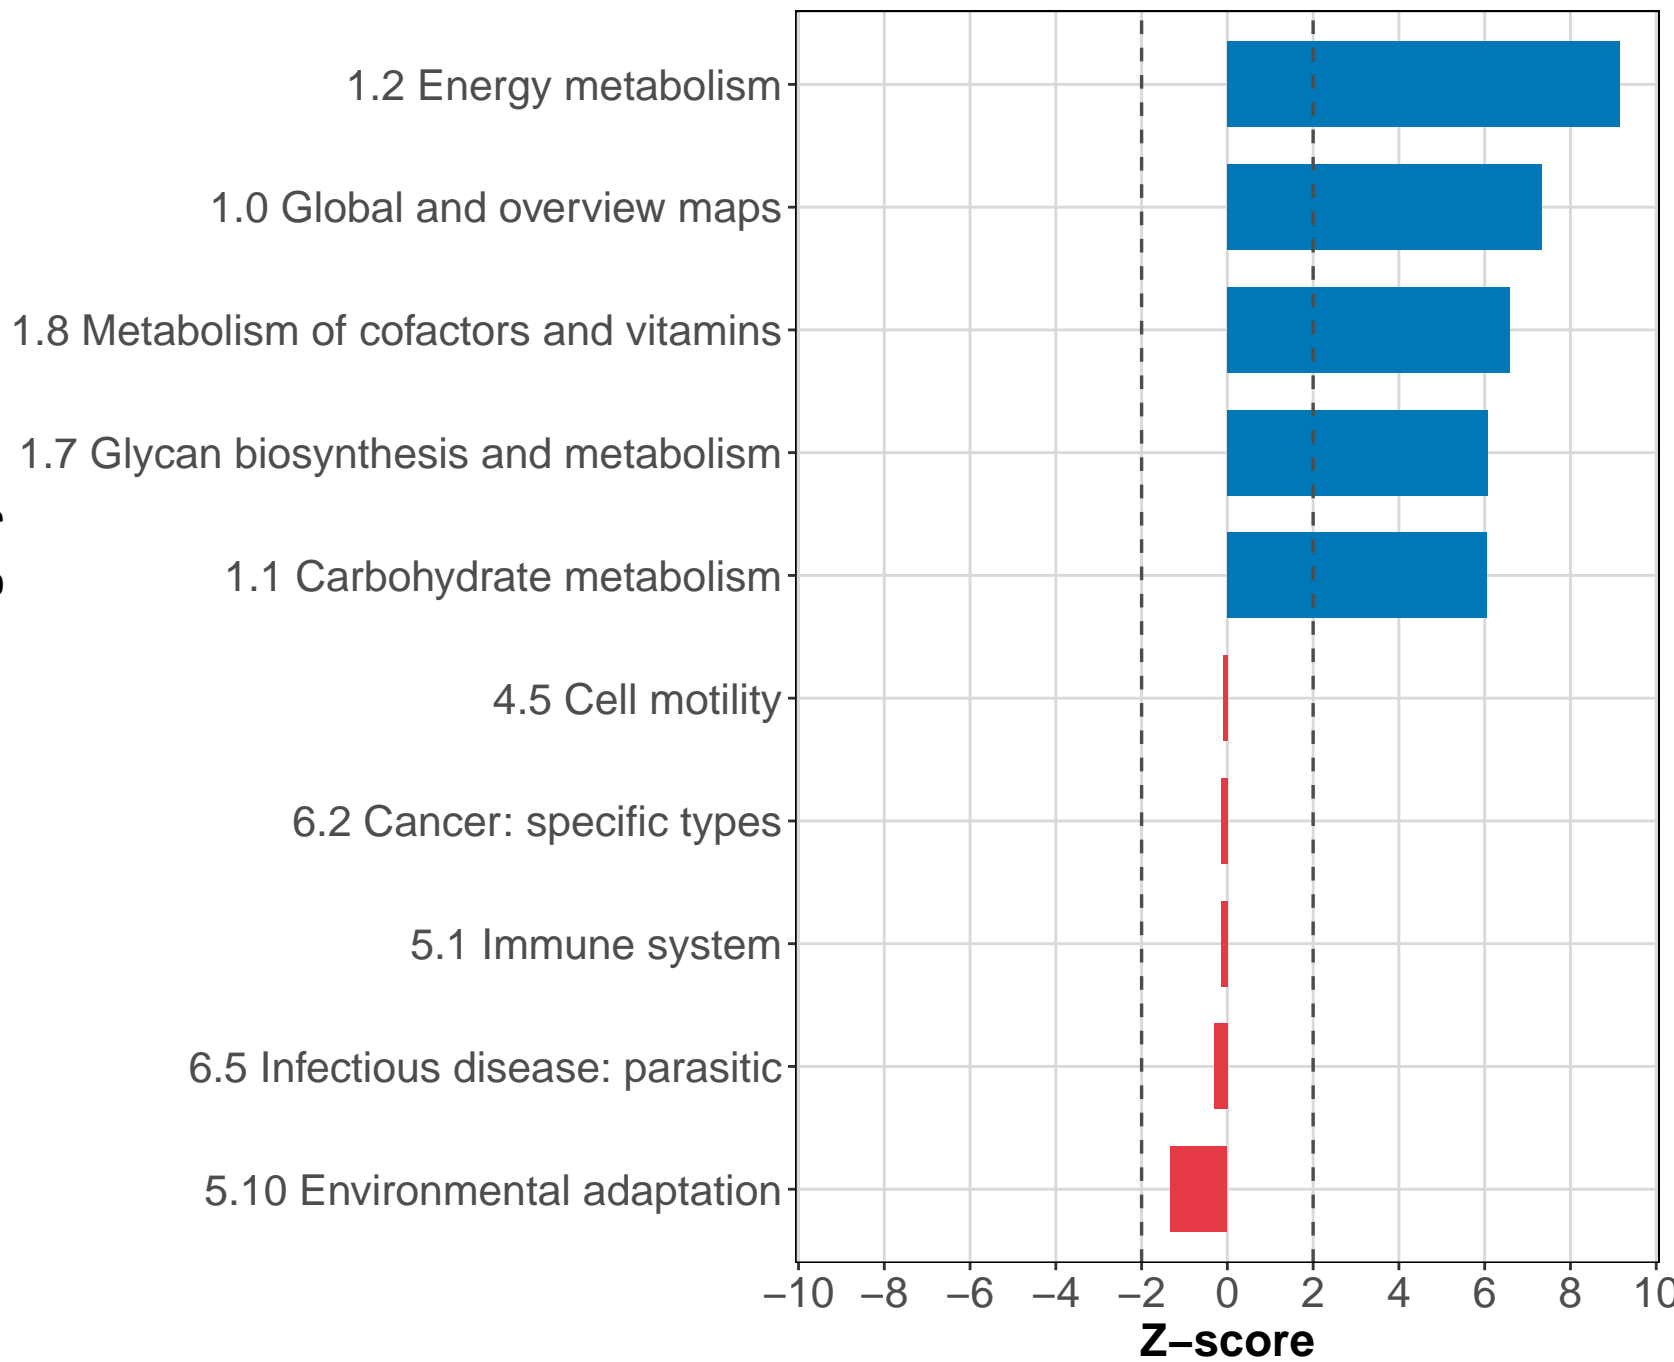 1.2 Energy metabolism
1.0 Global and overview maps
1.8 Metabolism of cofactors and vitamins
1.7 Glycan biosynthesis and metabolism
1.1 Carbohydrate metabolism
4.5 Cell motility
6.2 Cancer: specific types
5.1 Immune system
6.5 Infectious disease: parasitic
5.10 Environmental adaptation
−10 −8 −6 −4 −2 0 2 4 6 8 10
Z−score